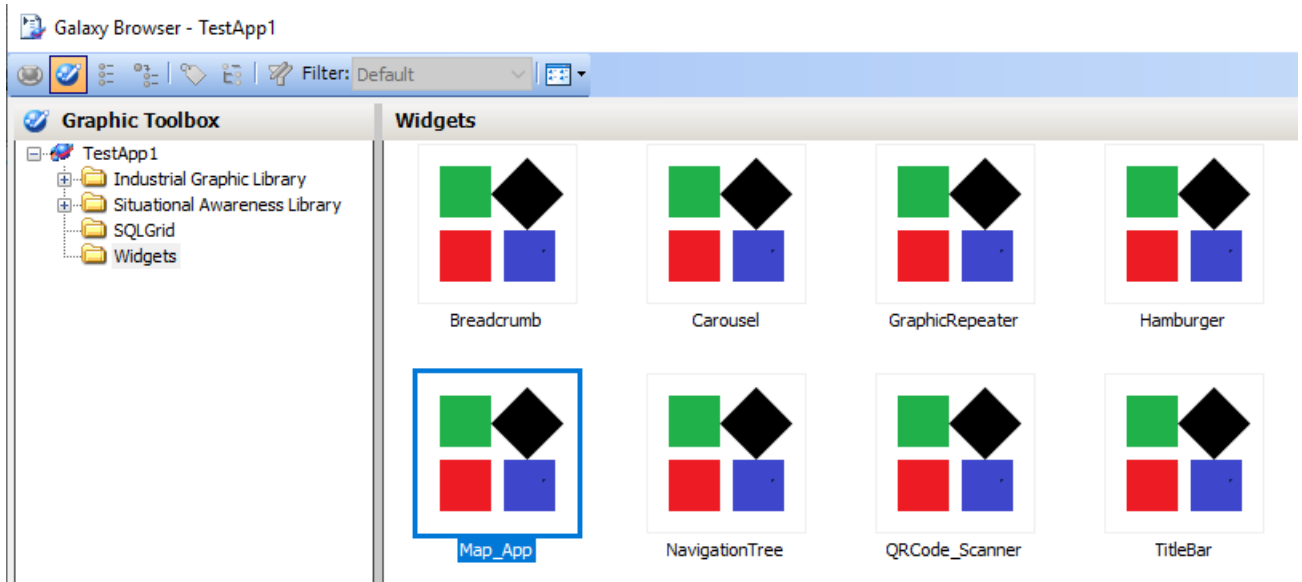 Galaxy Browser - TestApp1
Filter: Default
Graphic Toolbox
TestApp1
Industrial Graphic Library
Situational Awareness Library
SQLGrid
Widgets
Widgets
Breadcrumb Carousel GraphicRepeater Hamburger
Map_App NavigationTree QRCode_Scanner TitleBar